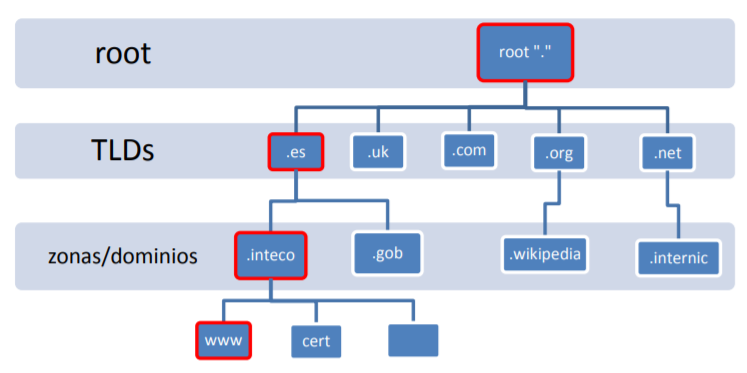 root
root "."
TLDs
.es
.uk
.com
.org
.net
zonas/dominios
.inteco
.gob
.wikipedia
.internic
www
cert